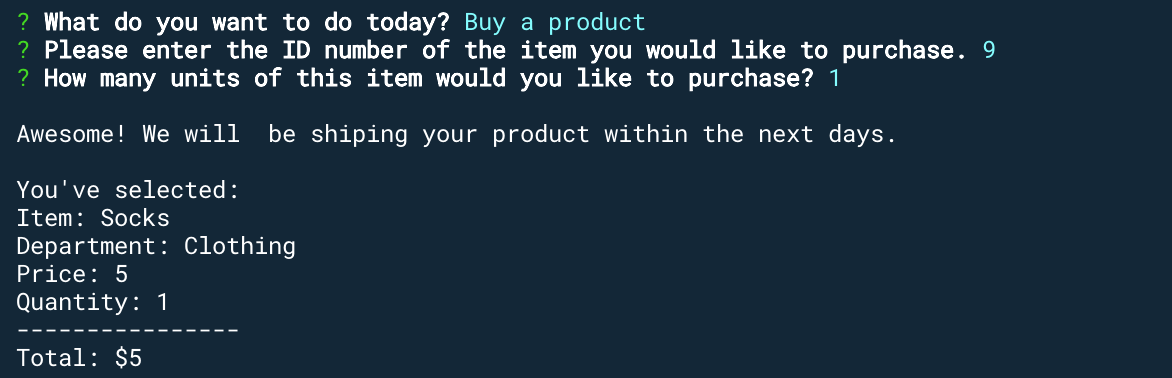 ? What do you want to do today? Buy a product
? Please enter the ID number of the item you would like to purchase. 9
? How many units of this item would you like to purchase? 1
Awesome! We will  be shiping your product within the next days.
You've selected:
Item: Socks
Department: Clothing
Price: 5
Quantity: 1
----------------
Total: $5